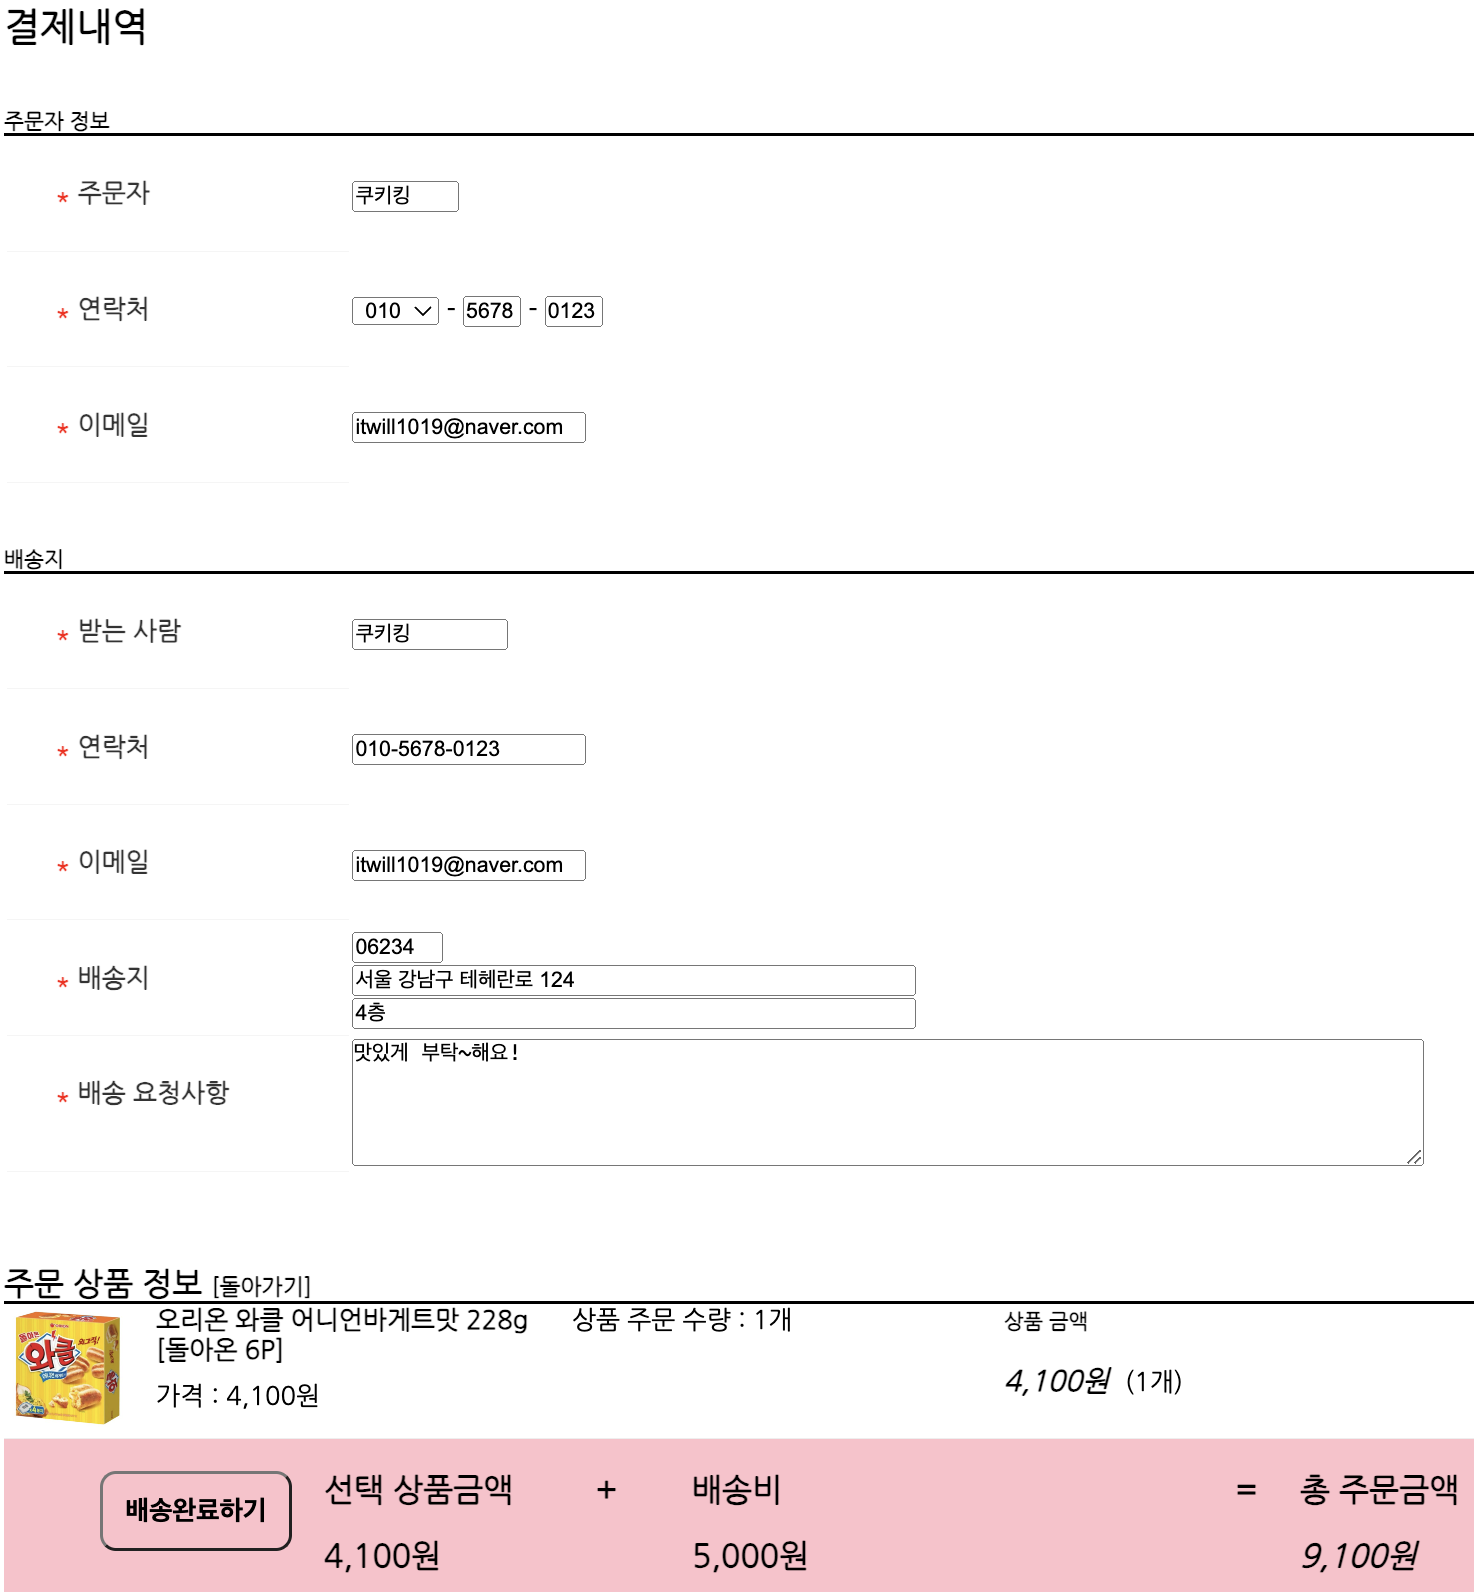 결제내역
주문자 정보
* 주문자 쿠키킹
* 연락처 010 - 5678 - 0123
* 이메일 itwill1019@naver.com
배송지
* 받는 사람 쿠키킹
* 연락처 010-5678-0123
* 이메일 itwill1019@naver.com
06234
* 배송지 서울 강남구 테헤란로 124
4층
맛있게 부탁~해요!
* 배송 요청사항
주문 상품 정보 [돌아가기]
돌아온
와클
오리온 와클 어니언바게트맛 228g 상품 주문 수량 : 1개 상품 금액
[돌아온 6P]
4,100원 (1개)
가격 : 4,100원
배송완료하기 선택 상품금액 + 배송비 = 총 주문금액
4,100원 5,000원 9,100원